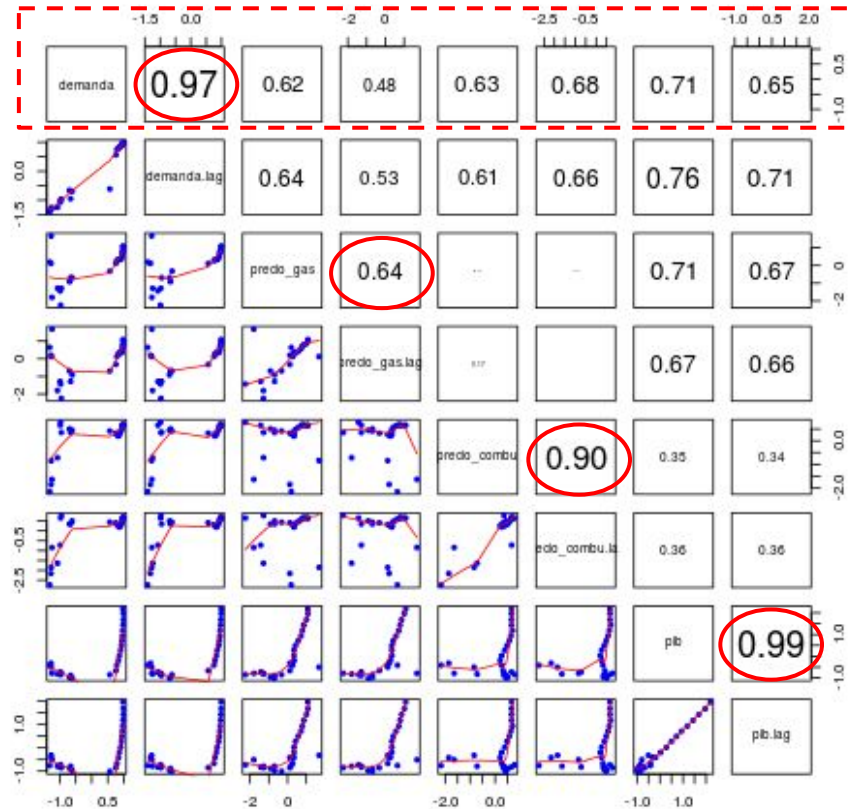 -1.5 0.0
-2 0
-2.5 -0.5
-1.0 0.5 2.0
demanda 0.97 0.62 0.48 0.63 0.68 0.71 0.65
-1.0 0.5
-1.5 0.0
demanda.lag 0.64 0.53 0.61 0.66 0.76 0.71
predo_gas 0.64 0.71 0.67
-2 0
-2 0
predo_gas.lag 0.67 0.66
predo_combu 0.90 0.35 0.34
-2.0 0.0
-2.5 -0.5
edo_combu.la 0.36 0.36
pib 0.99
-1.0 1.0
-1.0 1.0
pib.lag
-1.0 0.5
-2 0
-2.0 0.0
-1.0 1.0